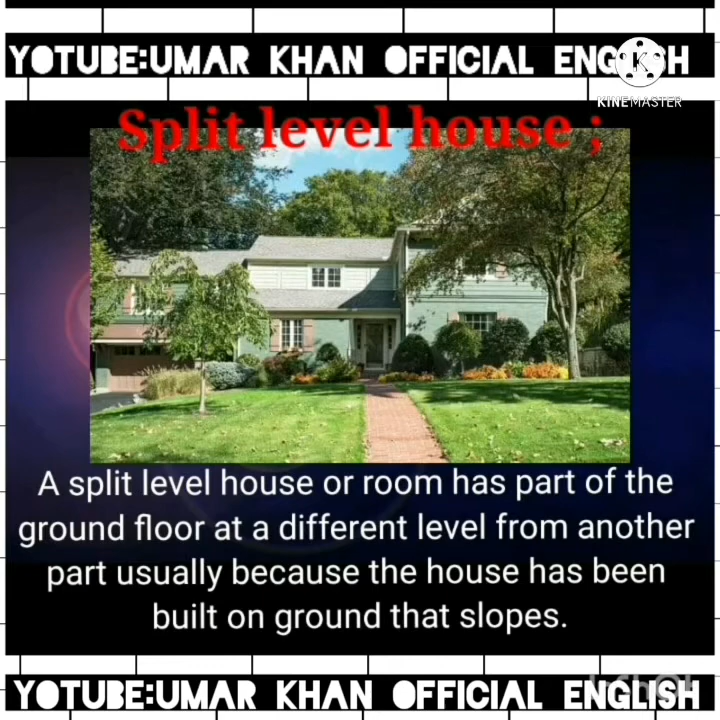 YOTUBE:UMAR KHAN OFFICIAL ENGLISH
K
KINEMASTER
Split level house ;
A split level house or room has part of the
ground floor at a different level from another
part usually because the house has been
built on ground that slopes.
YOTUBE:UMAR KHAN OFFICIAL ENGLISH